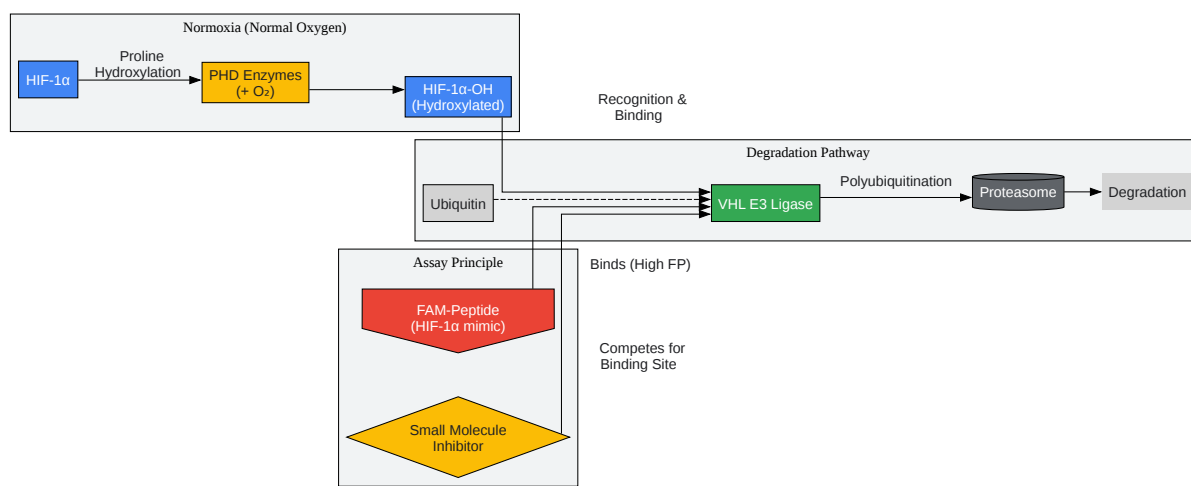 Normoxia (Normal Oxygen)
HIF-1α
Proline
Hydroxylation
PHD Enzymes
(+ O₂)
HIF-1α-OH
(Hydroxylated)
Recognition &
Binding
Degradation Pathway
Ubiquitin
VHL E3 Ligase
Polyubiquitination
Proteasome
Degradation
Assay Principle
Binds (High FP)
FAM-Peptide
(HIF-1α mimic)
Competes for
Binding Site
Small Molecule
Inhibitor